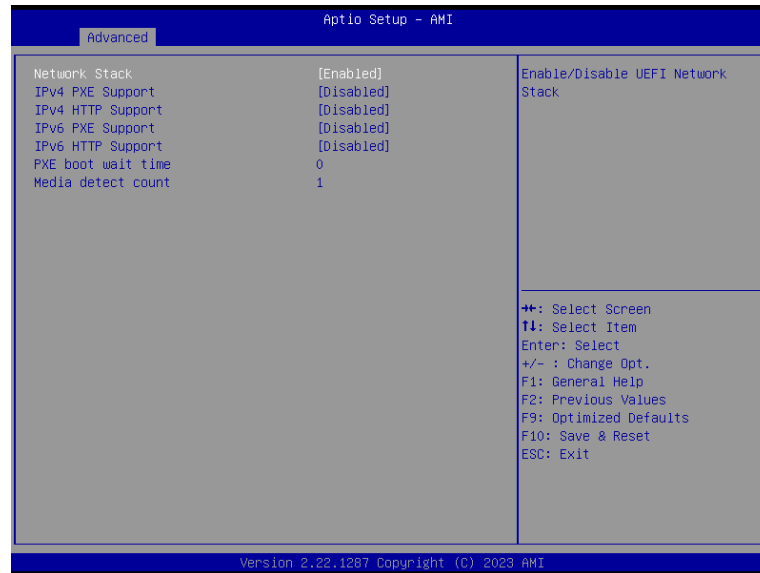 Aptio Setup – AMI
Advanced
Network Stack [Enabled]
IPv4 PXE Support [Disabled]
IPv4 HTTP Support [Disabled]
IPv6 PXE Support [Disabled]
IPv6 HTTP Support [Disabled]
PXE boot wait time 0
Media detect count 1
Enable/Disable UEFI Network
Stack
→←: Select Screen
↑↓: Select Item
Enter: Select
+/- : Change Opt.
F1: General Help
F2: Previous Values
F9: Optimized Defaults
F10: Save & Reset
ESC: Exit
Version 2.22.1287 Copyright (C) 2023 AMI